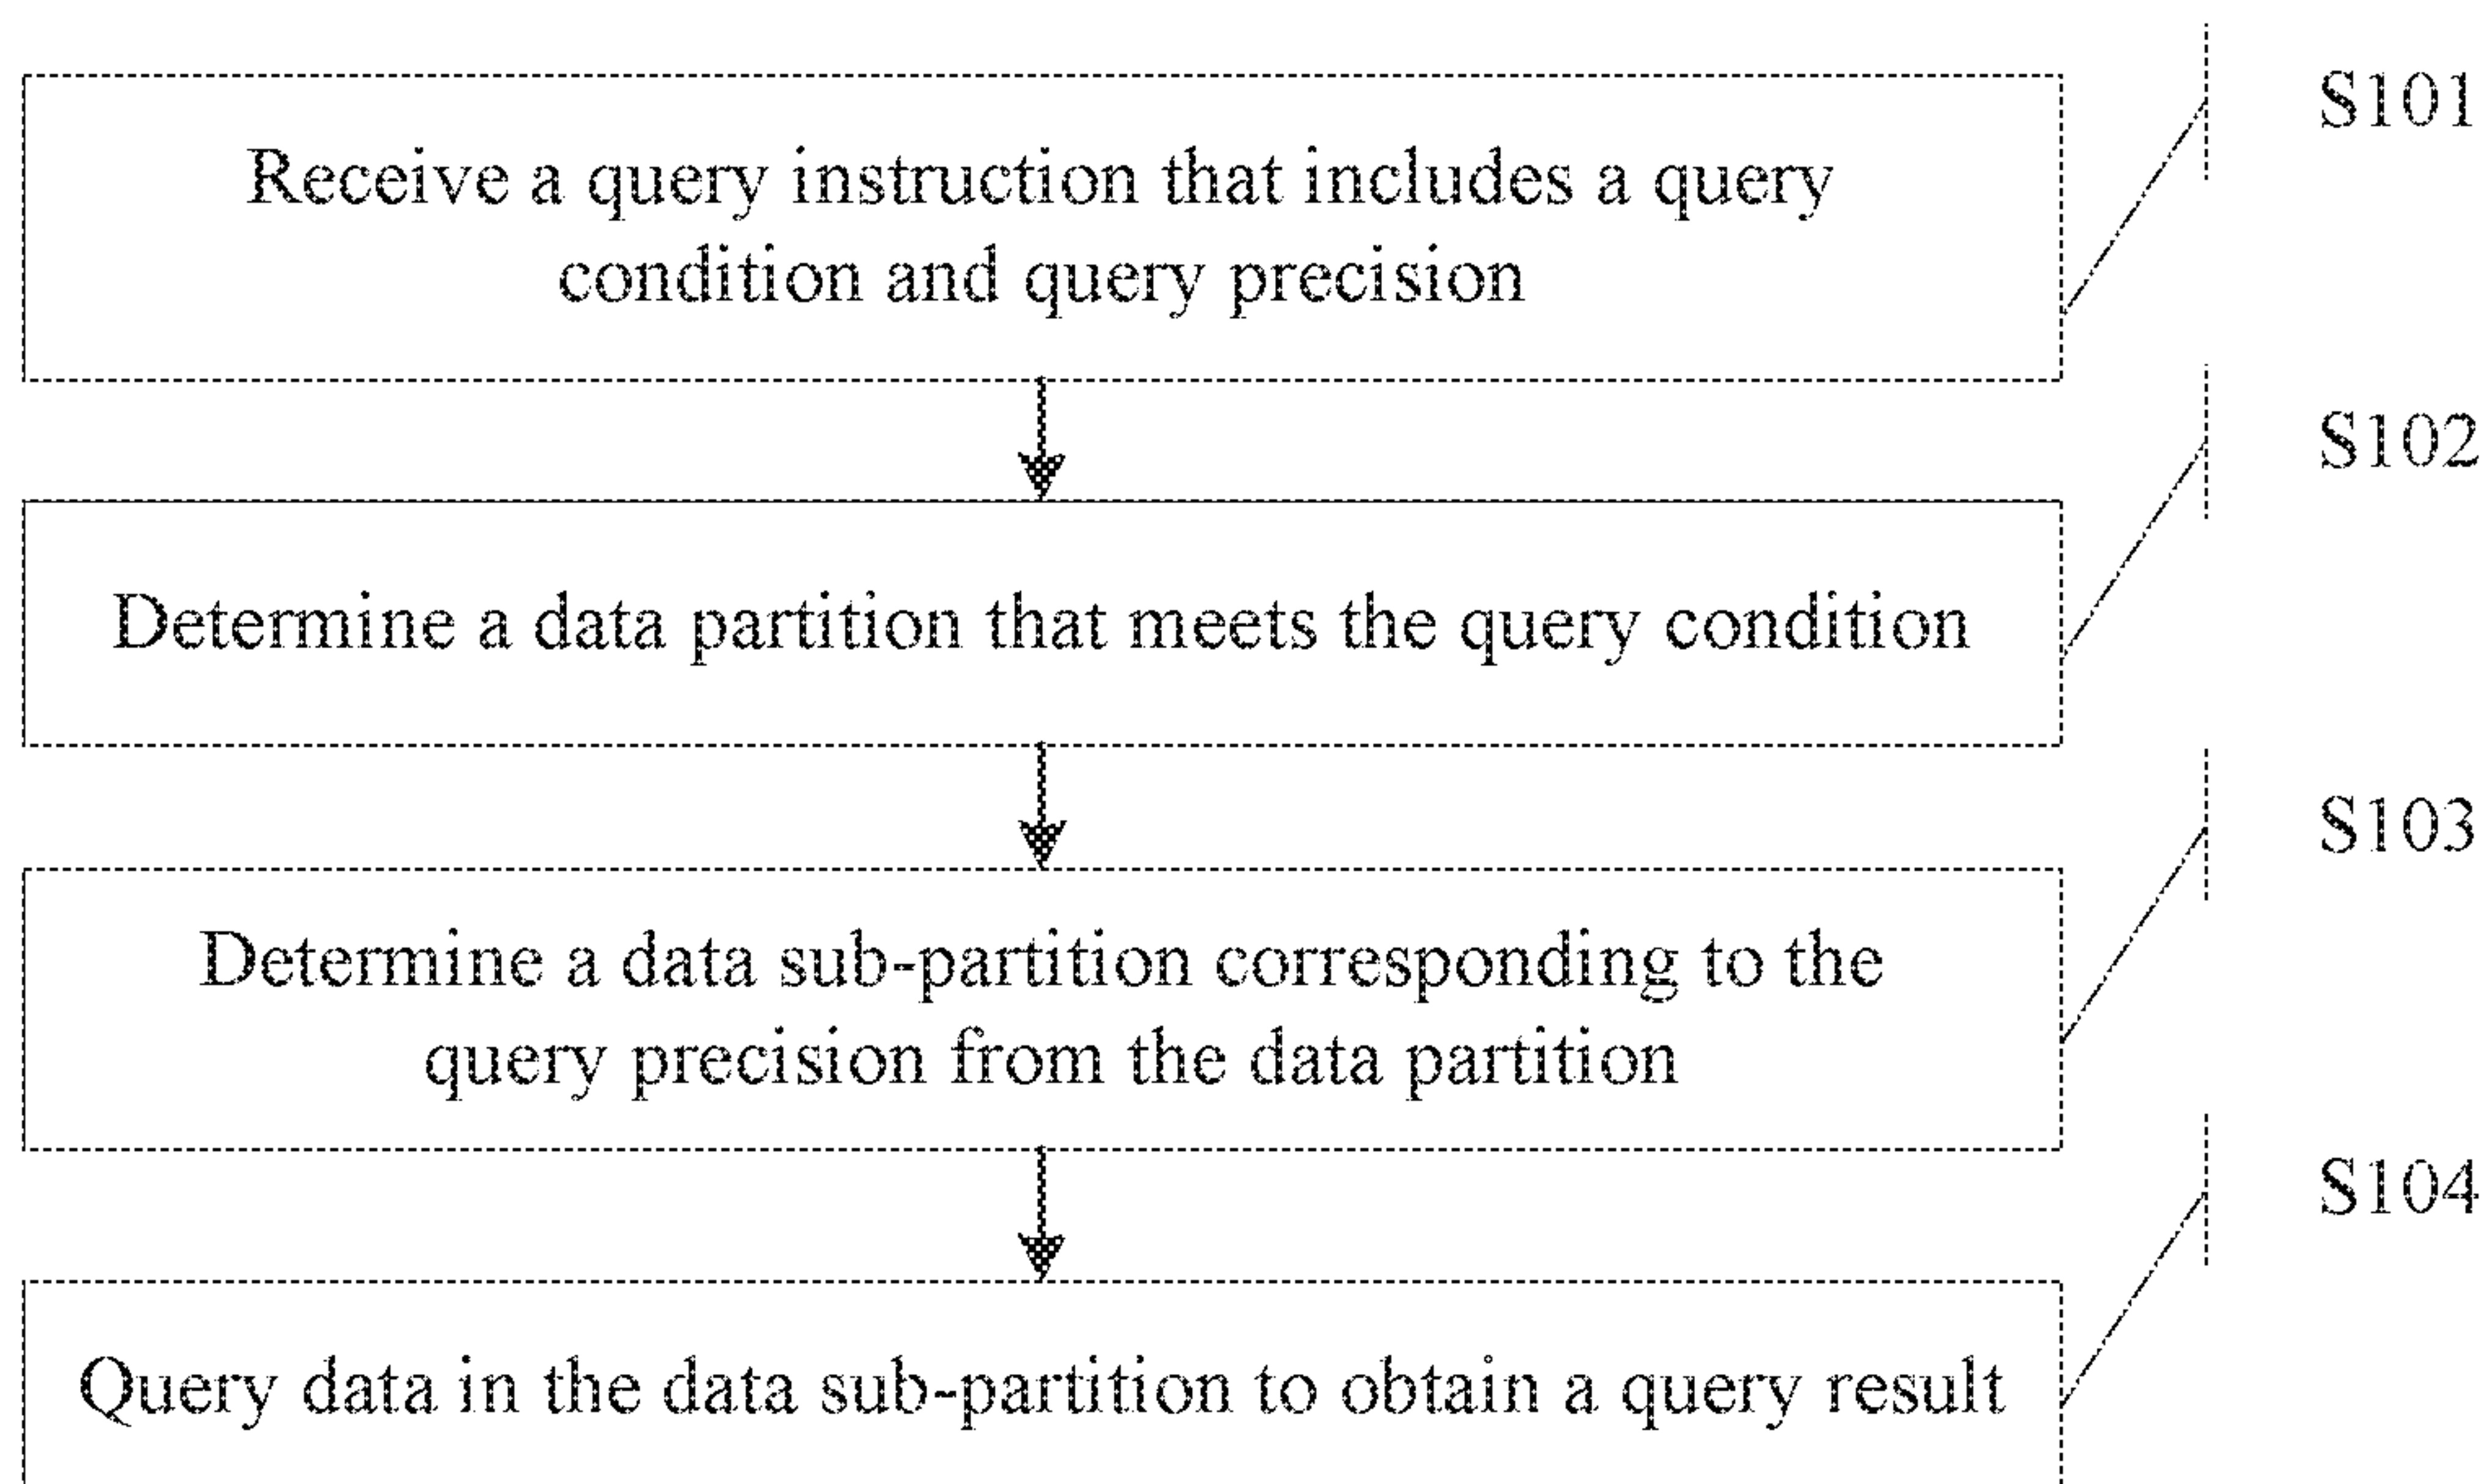 S101
Receive a query instruction that includes a query
condition and query precision
S102
Determine a data partition that meets the query condition
S103
Determine a data sub-partition corresponding to the
query precision from the data partition
S104
Query data in the data sub-partition to obtain a query result